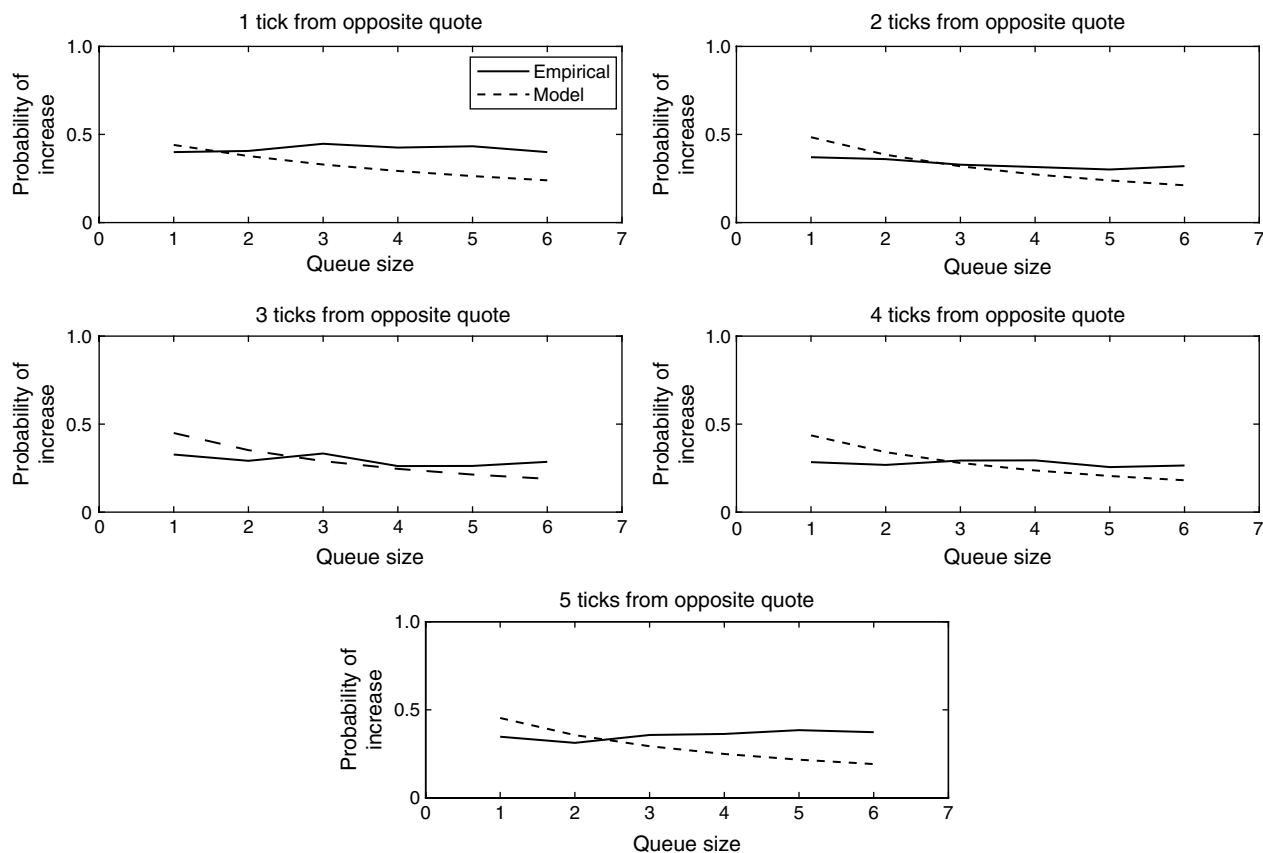 1 tick from opposite quote
1.0
0.5
0
Probability of
increase
Empirical
Model
0 1 2 3 4 5 6 7
Queue size
2 ticks from opposite quote
1.0
0.5
0
Probability of
increase
0 1 2 3 4 5 6 7
Queue size
3 ticks from opposite quote
1.0
0.5
0
Probability of
increase
0 1 2 3 4 5 6 7
Queue size
4 ticks from opposite quote
1.0
0.5
0
Probability of
increase
0 1 2 3 4 5 6 7
Queue size
5 ticks from opposite quote
1.0
0.5
0
Probability of
increase
0 1 2 3 4 5 6 7
Queue size